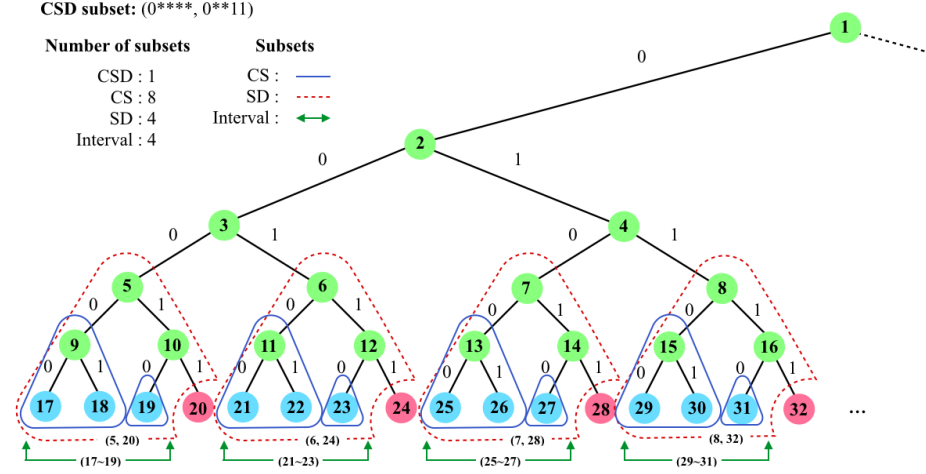 CSD subset: (0****, 0**11)
Number of subsets
CSD : 1
CS : 8
SD : 4
Interval : 4
Subsets
CS :
SD :
Interval :
1
0
2
0 1
3 4
0 1 0 1
5 6 7 8
0 1 0 1 0 1 0 1
9 10 11 12 13 14 15 16
0 1 0 1 0 1 0 1 0 1 0 1 0 1 0 1
17 18 19 20 21 22 23 24 25 26 27 28 29 30 31 32 ...
(5, 20) (6, 24) (7, 28) (8, 32)
(17~19) (21~23) (25~27) (29~31)